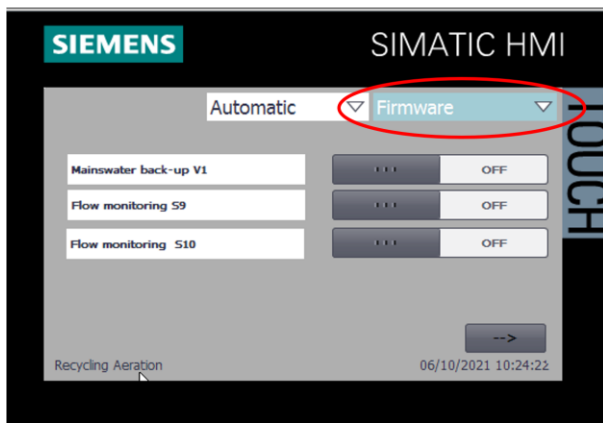 SIEMENS
SIMATIC HMI
TOUCH
Automatic
Firmware
Mainswater back-up V1
OFF
Flow monitoring S9
OFF
Flow monitoring S10
OFF
-->
Recycling Aeration
06/10/2021 10:24:22